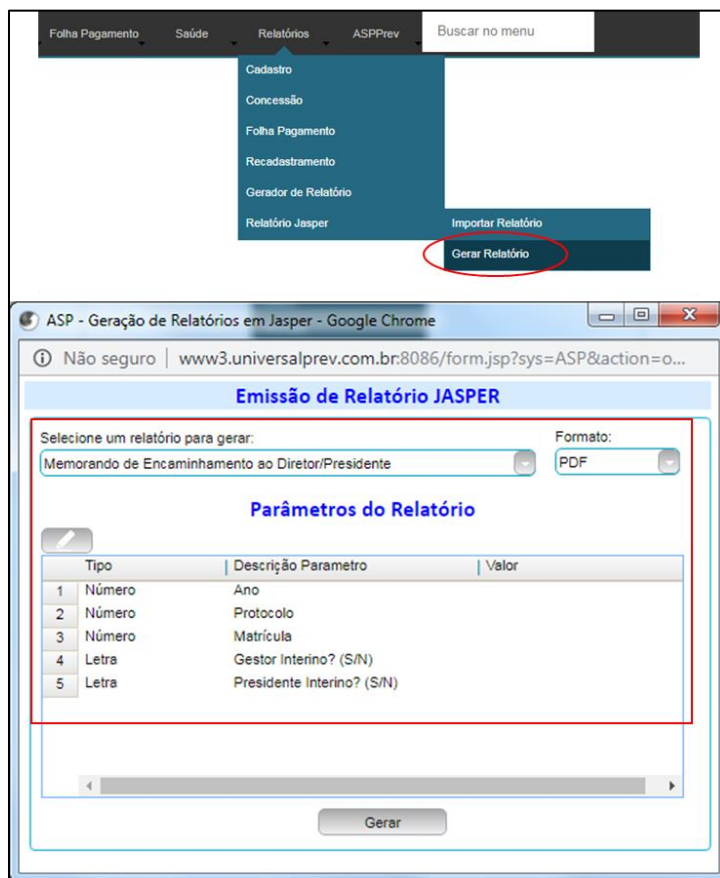 Folha Pagamento Saúde Relatórios ASPPrev Buscar no menu
Cadastro
Concessão
Folha Pagamento
Recadastramento
Gerador de Relatório
Relatório Jasper Importar Relatório
Gerar Relatório
ASP - Geração de Relatórios em Jasper - Google Chrome
Não seguro | www3.universalprev.com.br:8086/form.jsp?sys=ASP&action=o...
Emissão de Relatório JASPER
Selecione um relatório para gerar: Formato:
Memorando de Encaminhamento ao Diretor/Presidente PDF
Parâmetros do Relatório
Tipo Descrição Parametro Valor
1 Número Ano
2 Número Protocolo
3 Número Matrícula
4 Letra Gestor Interino? (S/N)
5 Letra Presidente Interino? (S/N)
Gerar